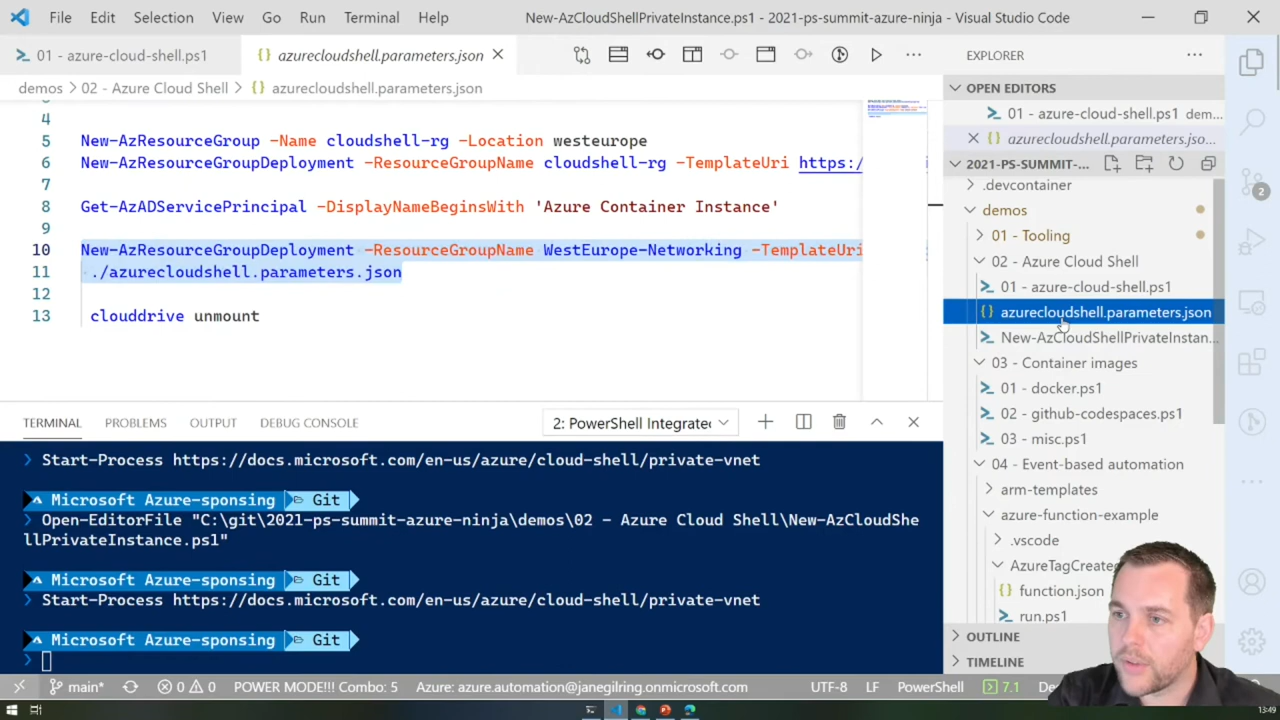 File Edit Selection View Go Run Terminal Help New-AzCloudShellPrivateInstance.ps1 - 2021-ps-summit-azure-ninja - Visual Studio Code
01 - azure-cloud-shell.ps1 {} azurecloudshell.parameters.json
demos > 02 - Azure Cloud Shell > {} azurecloudshell.parameters.json
4
5 New-AzResourceGroup -Name cloudshell-rg -Location westeurope
6 New-AzResourceGroupDeployment -ResourceGroupName cloudshell-rg -TemplateUri https:/
7
8 Get-AzADServicePrincipal -DisplayNameBeginsWith 'Azure Container Instance'
9
10 New-AzResourceGroupDeployment -ResourceGroupName WestEurope-Networking -TemplateUri
11 ./azurecloudshell.parameters.json
12
13 clouddrive unmount
TERMINAL PROBLEMS OUTPUT DEBUG CONSOLE 2: PowerShell Integrated
> Start-Process https://docs.microsoft.com/en-us/azure/cloud-shell/private-vnet
Microsoft Azure-sponsing Git
> Open-EditorFile "C:\git\2021-ps-summit-azure-ninja\demos\02 - Azure Cloud Shell\New-AzCloudShe
llPrivateInstance.ps1"
Microsoft Azure-sponsing Git
> Start-Process https://docs.microsoft.com/en-us/azure/cloud-shell/private-vnet
Microsoft Azure-sponsing Git
>
EXPLORER
OPEN EDITORS
01 - azure-cloud-shell.ps1 dem...
{} azurecloudshell.parameters.jso...
2021-PS-SUMMIT-...
.devcontainer
demos
01 - Tooling
02 - Azure Cloud Shell
01 - azure-cloud-shell.ps1
{} azurecloudshell.parameters.json
New-AzCloudShellPrivateInstan...
03 - Container images
01 - docker.ps1
02 - github-codespaces.ps1
03 - misc.ps1
04 - Event-based automation
arm-templates
azure-function-example
.vscode
AzureTagCreate
{} function.json
run.ps1
OUTLINE
TIMELINE
2
main* 0 0 POWER MODE!!! Combo: 5 Azure: azure.automation@janegilring.onmicrosoft.com UTF-8 LF PowerShell 7.1
13:49